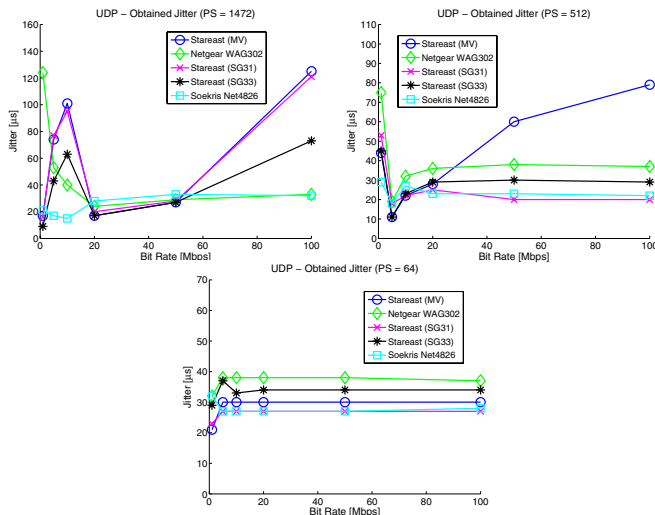 UDP − Obtained Jitter (PS = 1472)
160
140
120
100
80
60
40
20
0
Jitter [µs]
0 20 40 60 80 100
Bit Rate [Mbps]
Stareast (MV)
Netgear WAG302
Stareast (SG31)
Stareast (SG33)
Soekris Net4826
UDP − Obtained Jitter (PS = 512)
110
100
90
80
70
60
50
40
30
20
10
0
Jitter [µs]
0 20 40 60 80 100
Bit Rate [Mbps]
Stareast (MV)
Netgear WAG302
Stareast (SG31)
Stareast (SG33)
Soekris Net4826
UDP − Obtained Jitter (PS = 64)
70
60
50
40
30
20
10
0
Jitter [µs]
0 20 40 60 80 100
Bit Rate [Mbps]
Stareast (MV)
Netgear WAG302
Stareast (SG31)
Stareast (SG33)
Soekris Net4826